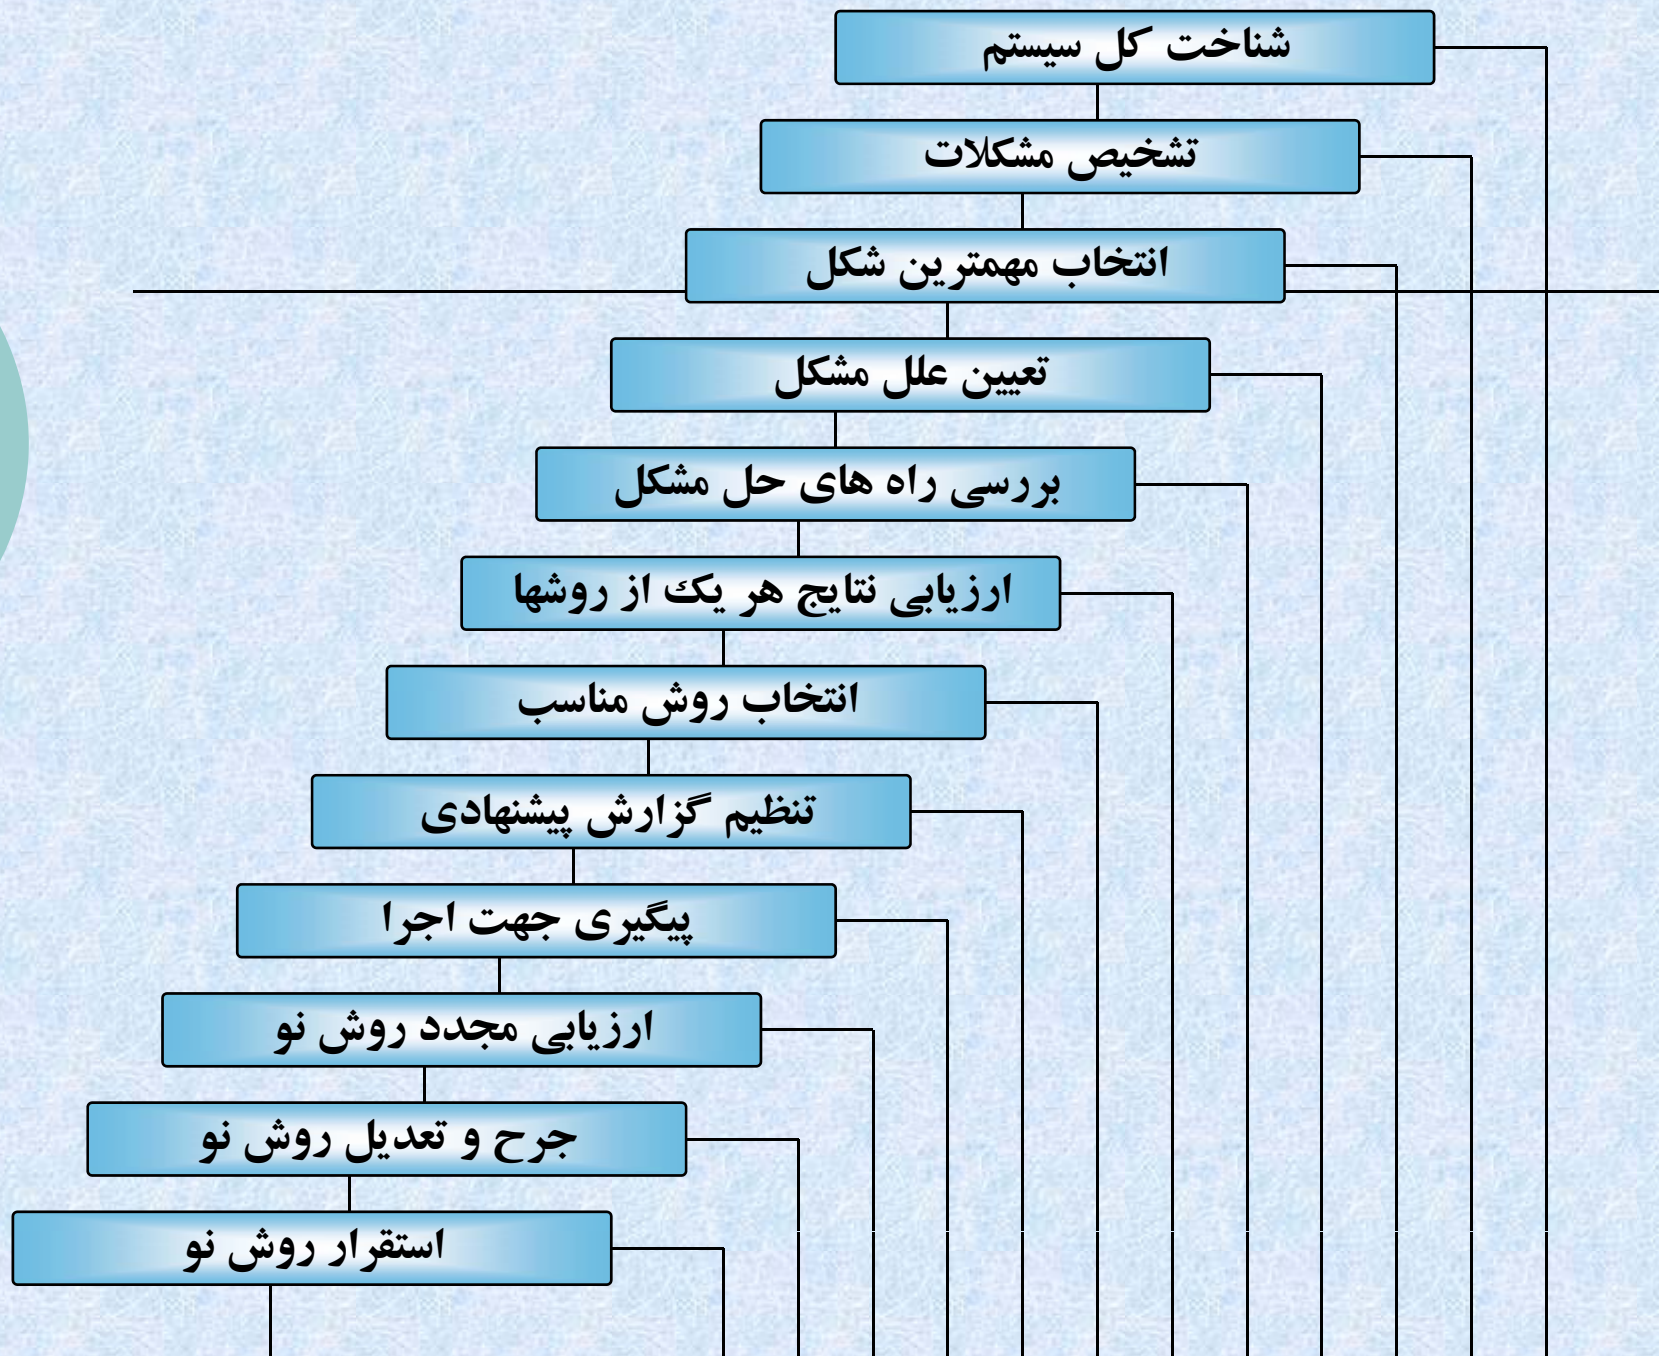 شناخت کل سیستم
تشخیص مشکلات
انتخاب مهمترین شکل
تعیین علل مشکل
بررسی راه های حل مشکل
ارزیابی نتایج هر یک از روشها
انتخاب روش مناسب
تنظیم گزارش پیشنهادی
پیگیری جهت اجرا
ارزیابی مجدد روش نو
جرح و تعدیل روش نو
استقرار روش نو